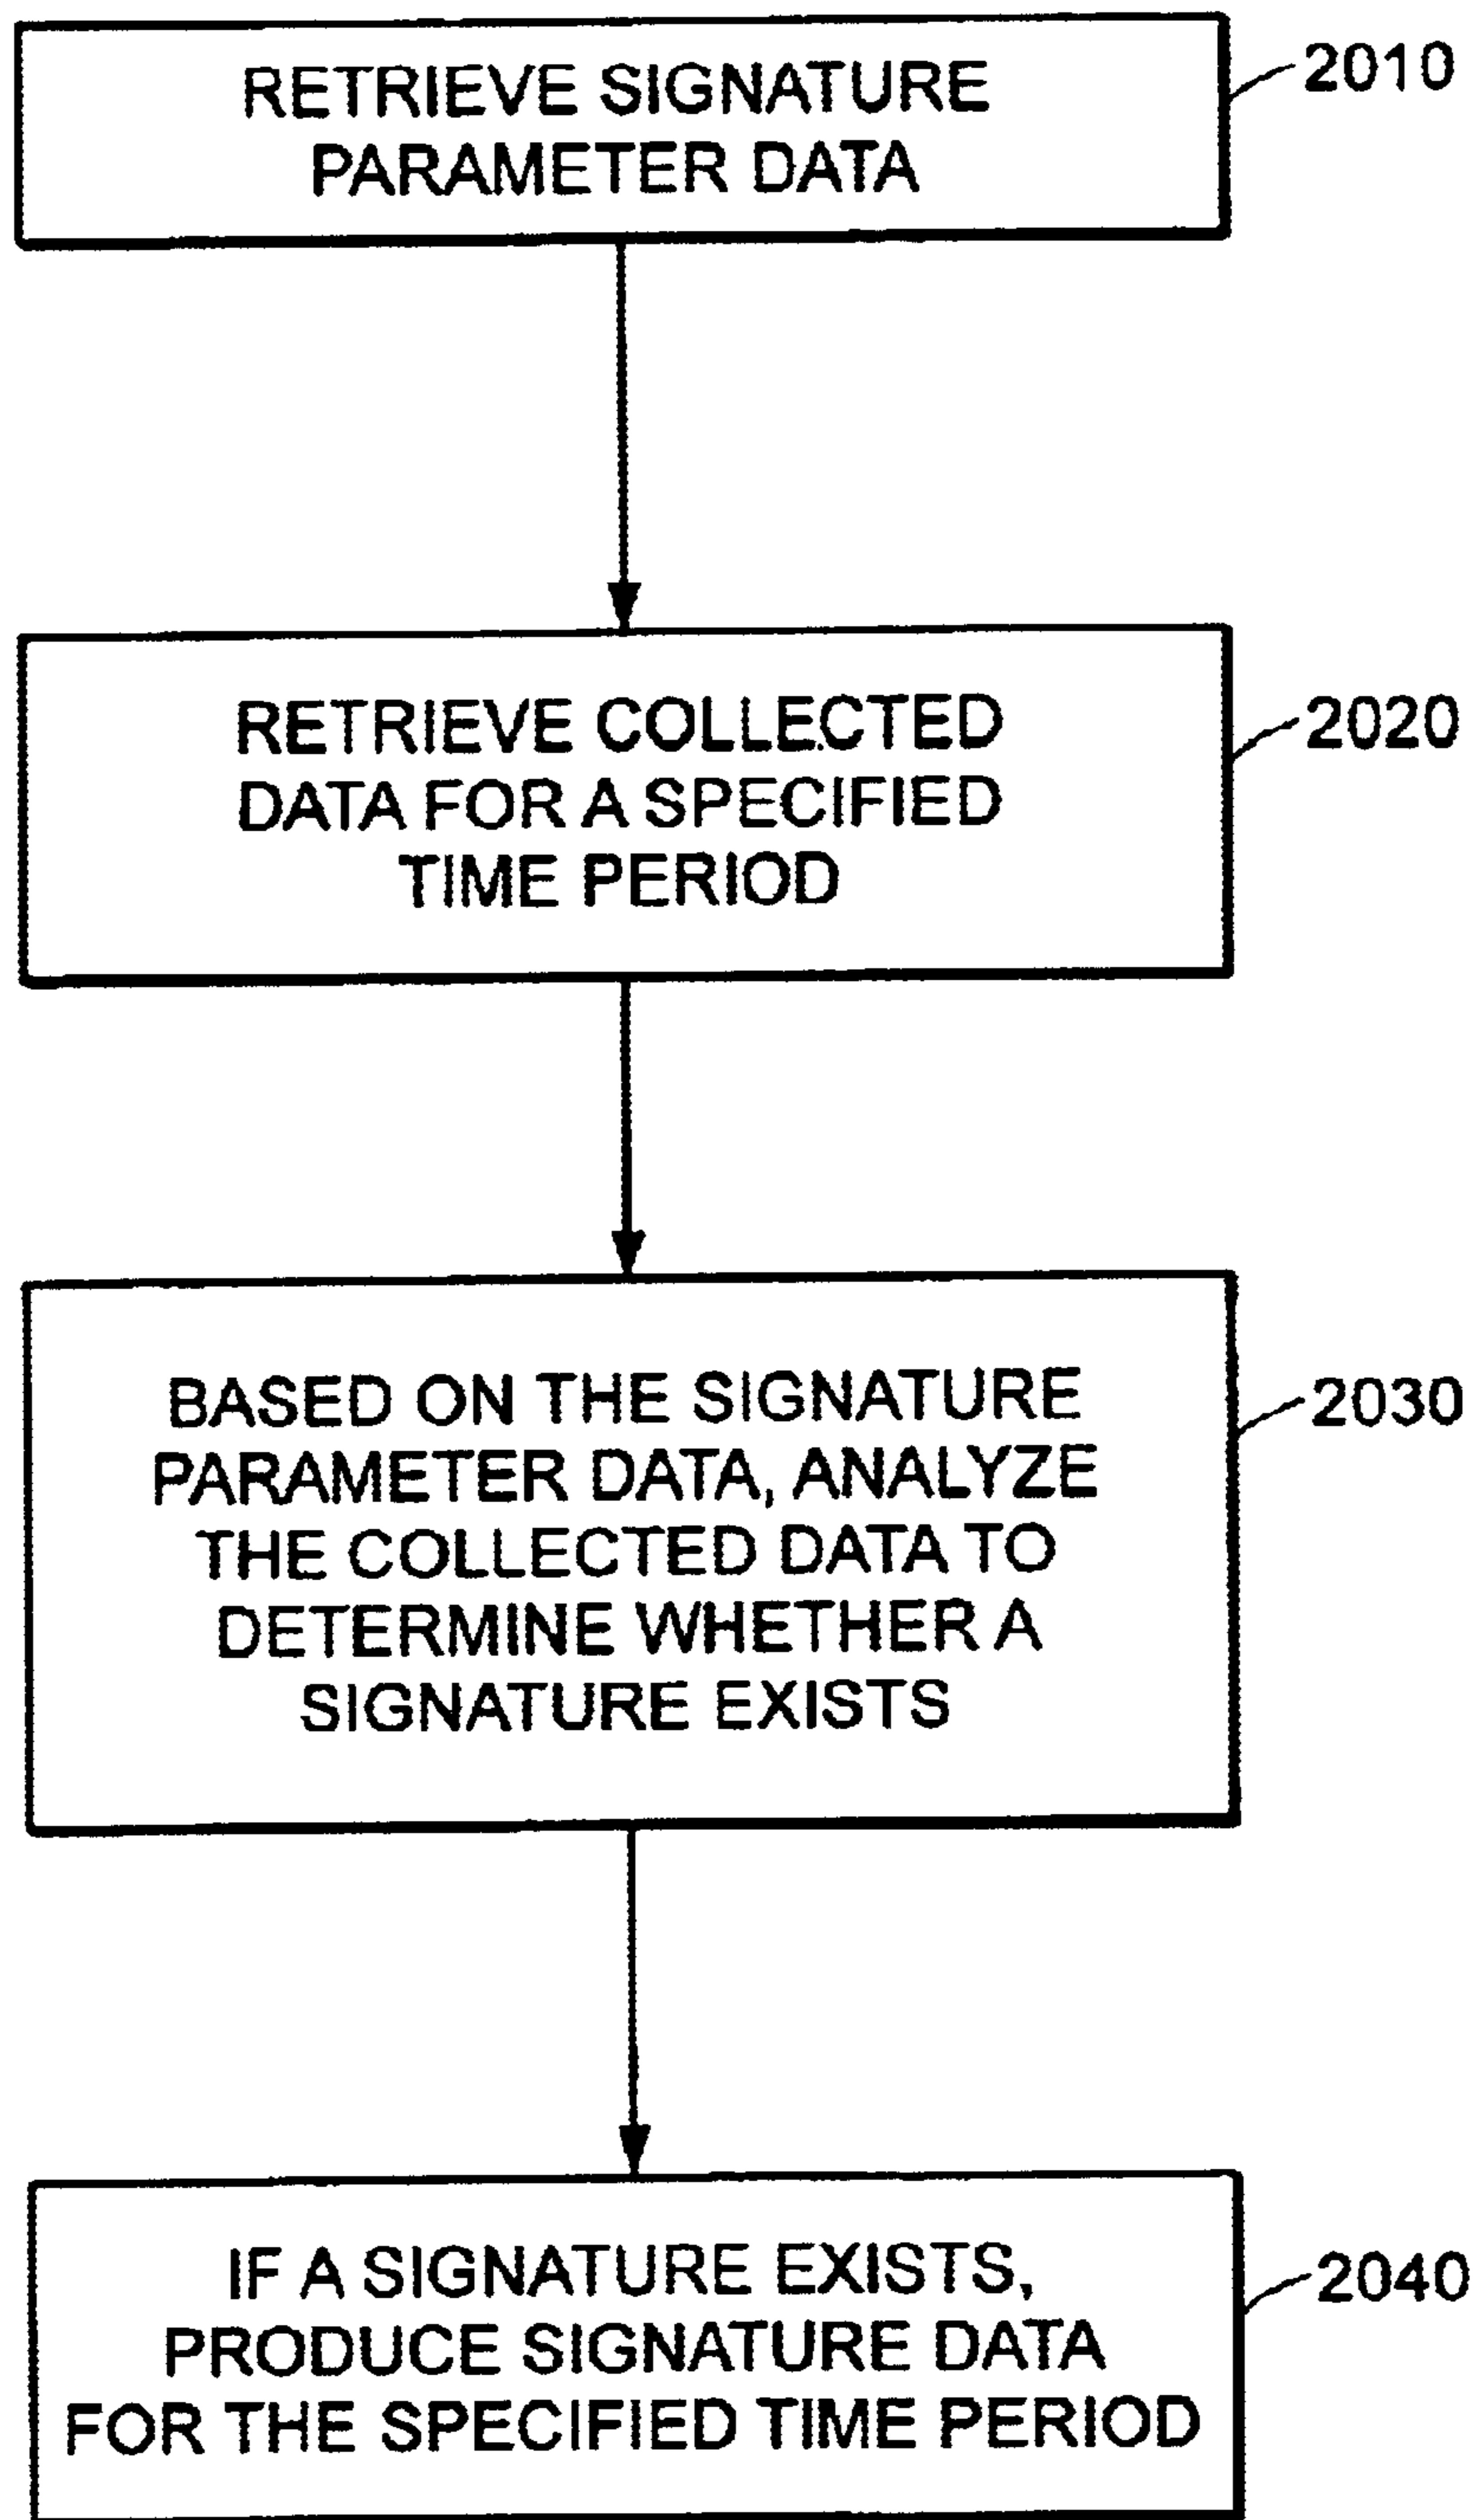 RETRIEVE SIGNATURE
PARAMETER DATA
2010
RETRIEVE COLLECTED
DATA FOR A SPECIFIED
TIME PERIOD
2020
BASED ON THE SIGNATURE
PARAMETER DATA, ANALYZE
THE COLLECTED DATA TO
DETERMINE WHETHER A
SIGNATURE EXISTS
2030
IF A SIGNATURE EXISTS,
PRODUCE SIGNATURE DATA
FOR THE SPECIFIED TIME PERIOD
2040